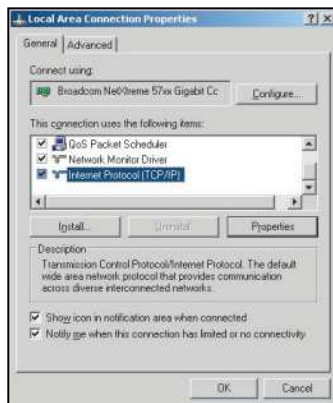 Local Area Connection Properties
General
Advanced
Connect using:
Broadcom NetXtreme 57xx Gigabit Cc
Configure...
This connection uses the following items:
QoS Packet Scheduler
Network Monitor Driver
Internet Protocol (TCP/IP)
Install...
Uninstall
Properties
Description
Transmission Control Protocol/Internet Protocol. The default
wide area network protocol that provides communication
across diverse interconnected networks.
Show icon in notification area when connected
Notify me when this connection has limited or no connectivity
OK
Cancel